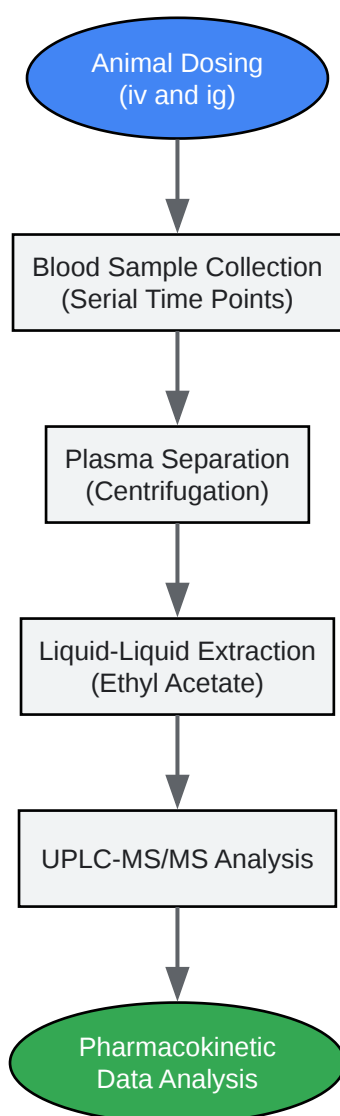 Animal Dosing
(iv and ig)
Blood Sample Collection
(Serial Time Points)
Plasma Separation
(Centrifugation)
Liquid-Liquid Extraction
(Ethyl Acetate)
UPLC-MS/MS Analysis
Pharmacokinetic
Data Analysis